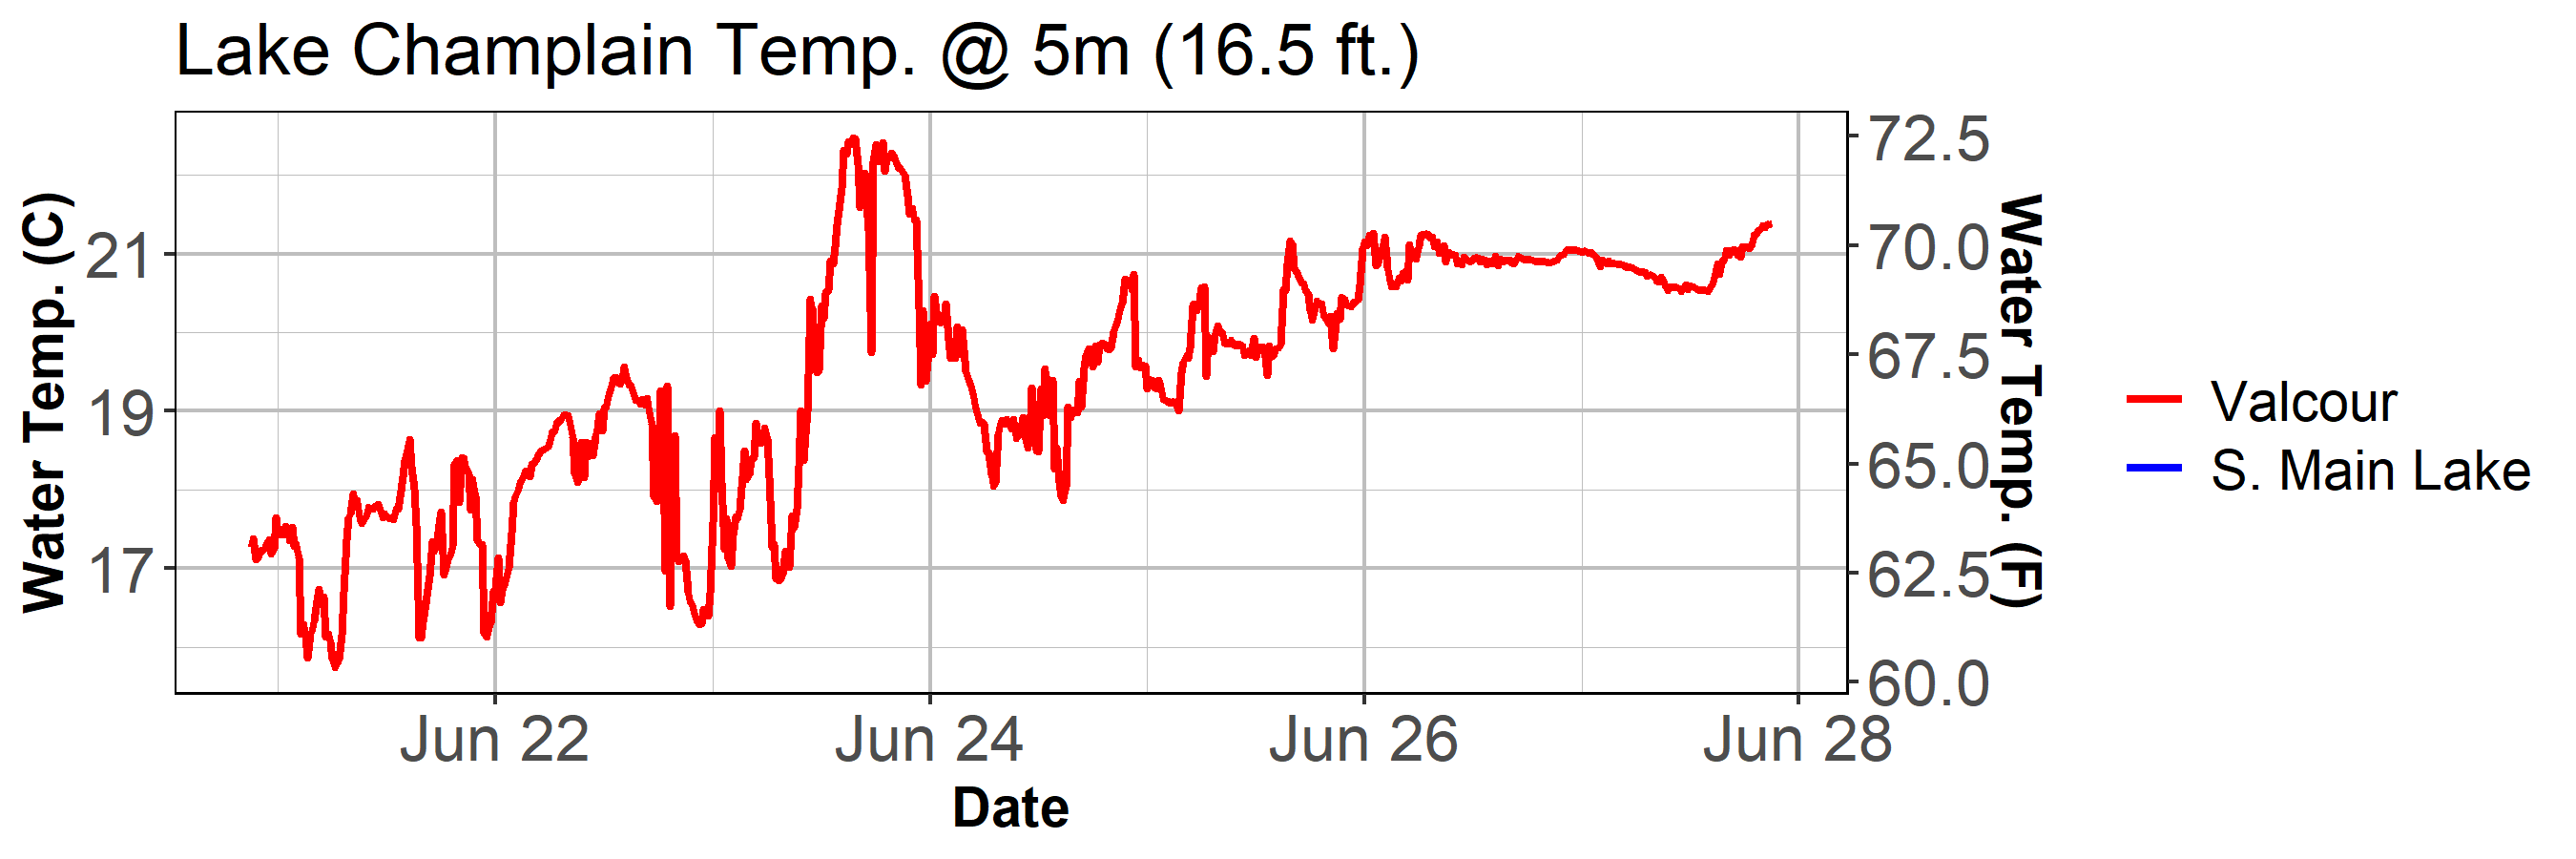 Lake Champlain Temp. @ 5m (16.5 ft.)
Water Temp. (C)
21
19
17
72.5
70.0
67.5
65.0
62.5
60.0
Water Temp. (F)
Jun 22
Jun 24
Jun 26
Jun 28
Date
Valcour
S. Main Lake